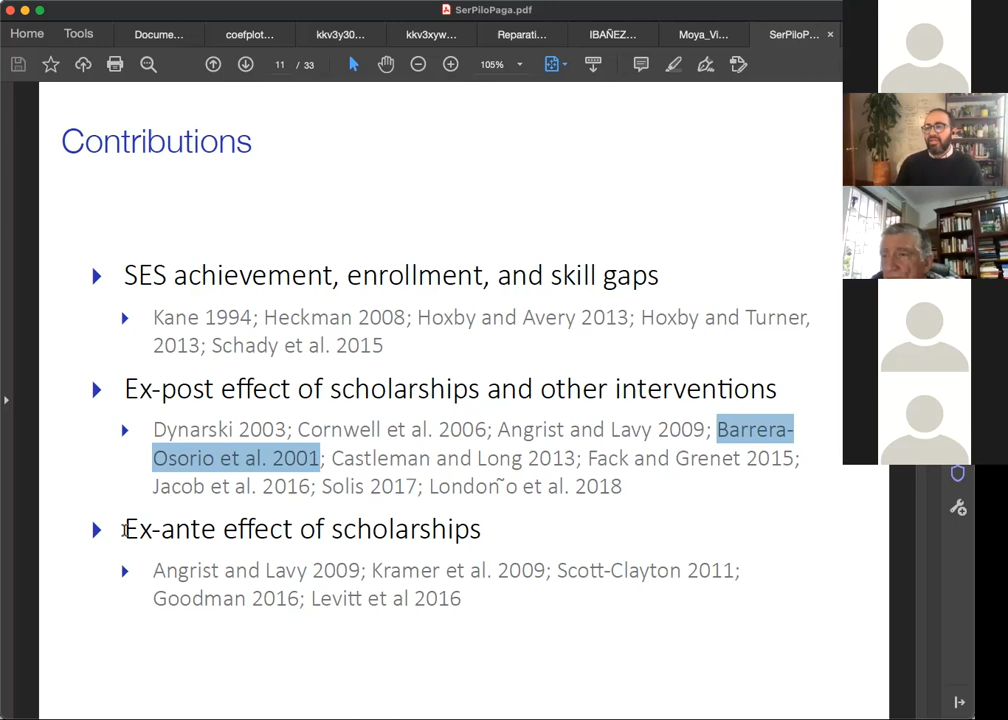 SerPiloPaga.pdf
Home Tools Docume... coefplot... kkv3y30... kkv3xyw... Reparati... IBAÑEZ... Moya_Vi... SerPiloP... ×
11 / 33 105%
Contributions
SES achievement, enrollment, and skill gaps
Kane 1994; Heckman 2008; Hoxby and Avery 2013; Hoxby and Turner,
2013; Schady et al. 2015
Ex-post effect of scholarships and other interventions
Dynarski 2003; Cornwell et al. 2006; Angrist and Lavy 2009; Barrera-
Osorio et al. 2001; Castleman and Long 2013; Fack and Grenet 2015;
Jacob et al. 2016; Solis 2017; London˜o et al. 2018
Ex-ante effect of scholarships
Angrist and Lavy 2009; Kramer et al. 2009; Scott-Clayton 2011;
Goodman 2016; Levitt et al 2016